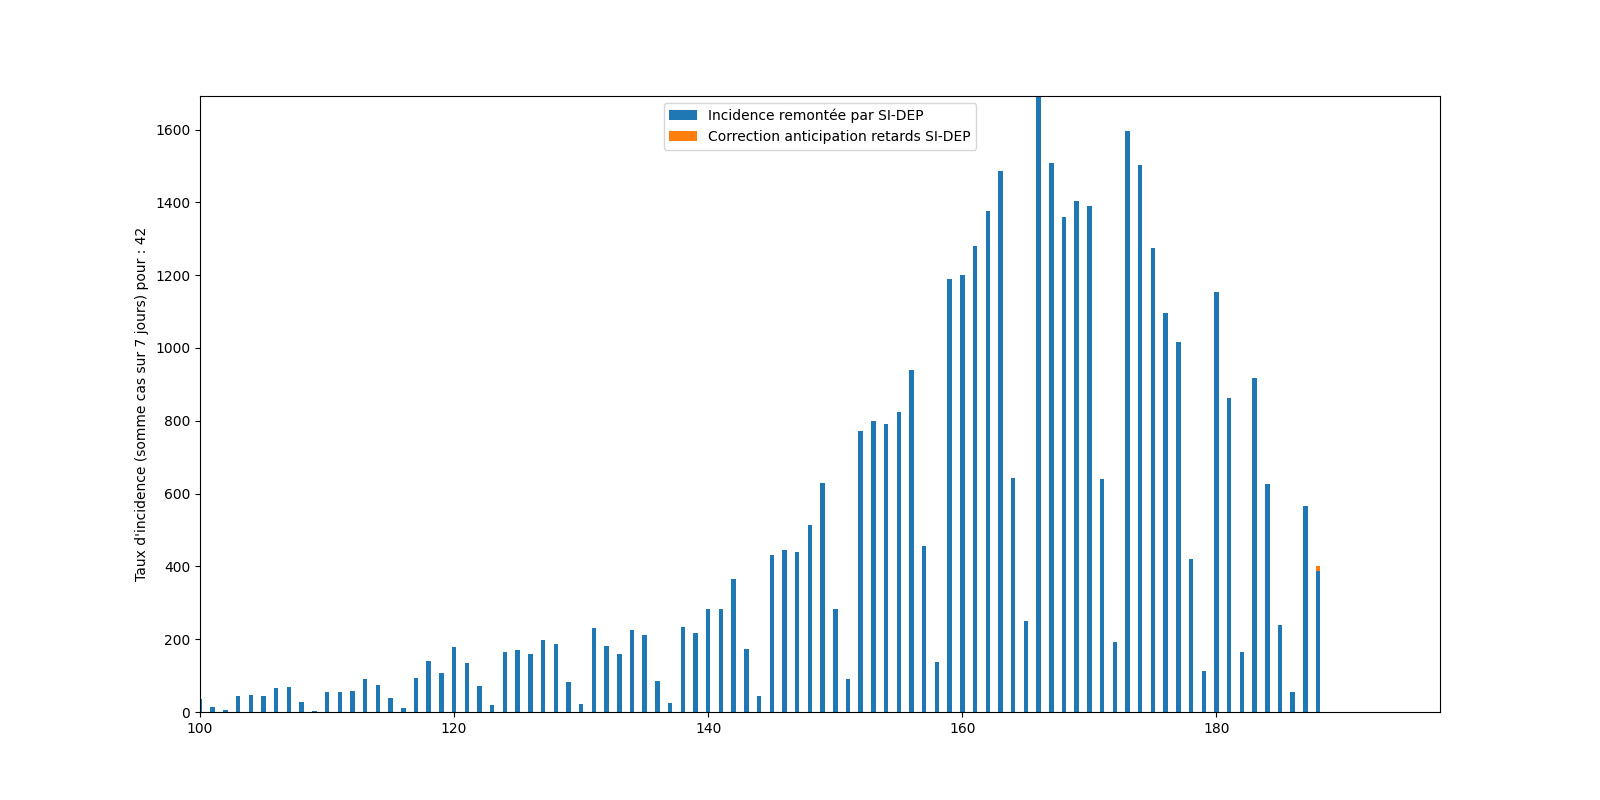 Incidence remontée par SI-DEP
Correction anticipation retards SI-DEP
Taux d'incidence (somme cas sur 7 jours) pour : 42
1600
1400
1200
1000
800
600
400
200
0
100 120 140 160 180